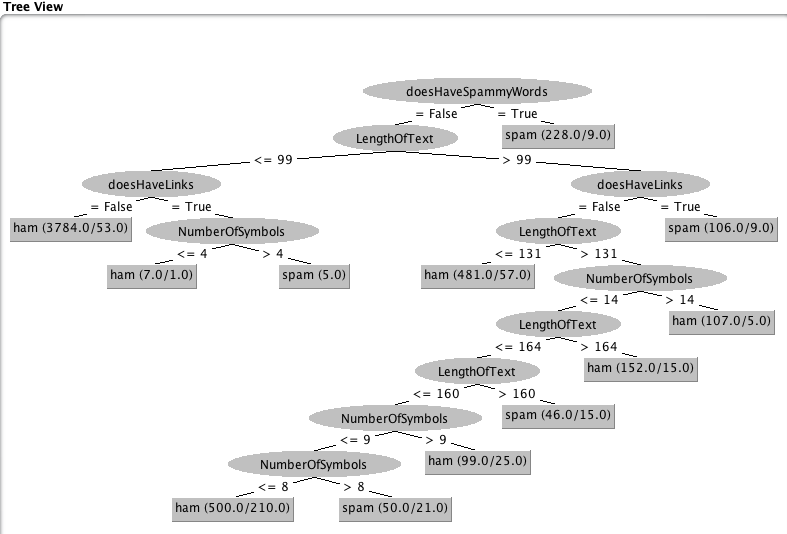 Tree View
doesHaveSpammyWords
= False = True
LengthOfText spam (228.0/9.0)
<= 99 > 99
doesHaveLinks doesHaveLinks
= False = True = False = True
ham (3784.0/53.0) NumberOfSymbols LengthOfText spam (106.0/9.0)
<= 4 > 4 <= 131 > 131
ham (7.0/1.0) spam (5.0) ham (481.0/57.0) NumberOfSymbols
<= 14 > 14
LengthOfText ham (107.0/5.0)
<= 164 > 164
LengthOfText ham (152.0/15.0)
<= 160 > 160
NumberOfSymbols spam (46.0/15.0)
<= 9 > 9
NumberOfSymbols ham (99.0/25.0)
<= 8 > 8
ham (500.0/210.0) spam (50.0/21.0)